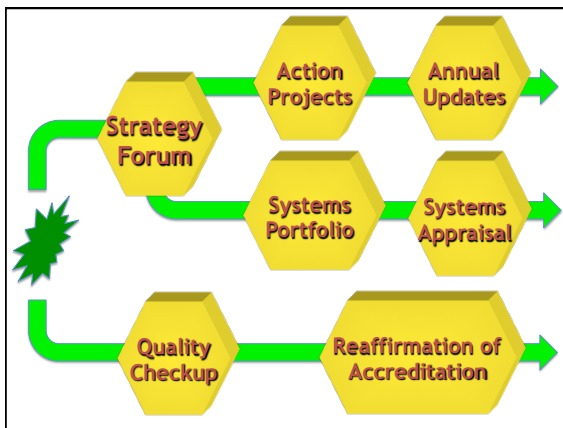 Action
Projects
Annual
Updates
Strategy
Forum
Systems
Portfolio
Systems
Appraisal
Quality
Checkup
Reaffirmation of
Accreditation